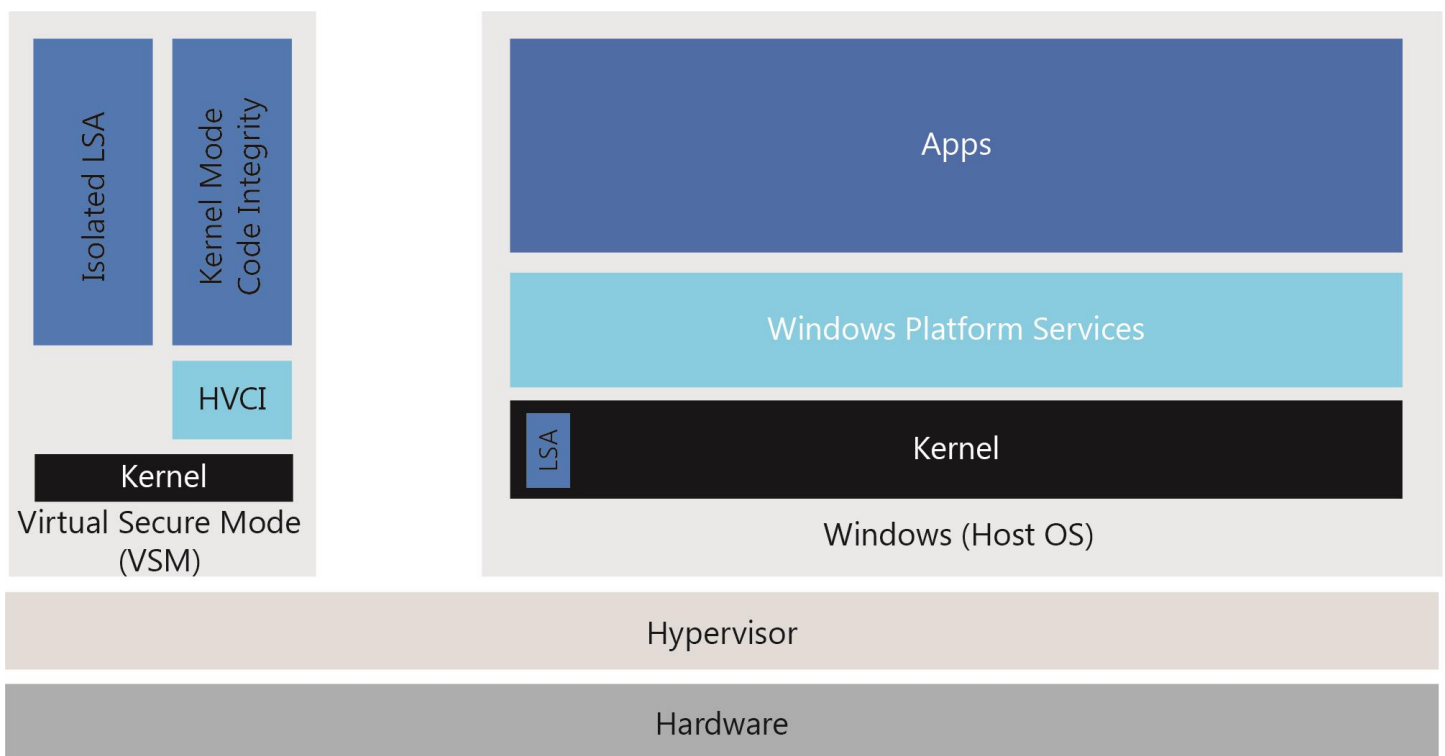 Isolated LSA
Kernel Mode
Code Integrity
HVCI
Kernel
Virtual Secure Mode
(VSM)
Apps
Windows Platform Services
LSA
Kernel
Windows (Host OS)
Hypervisor
Hardware